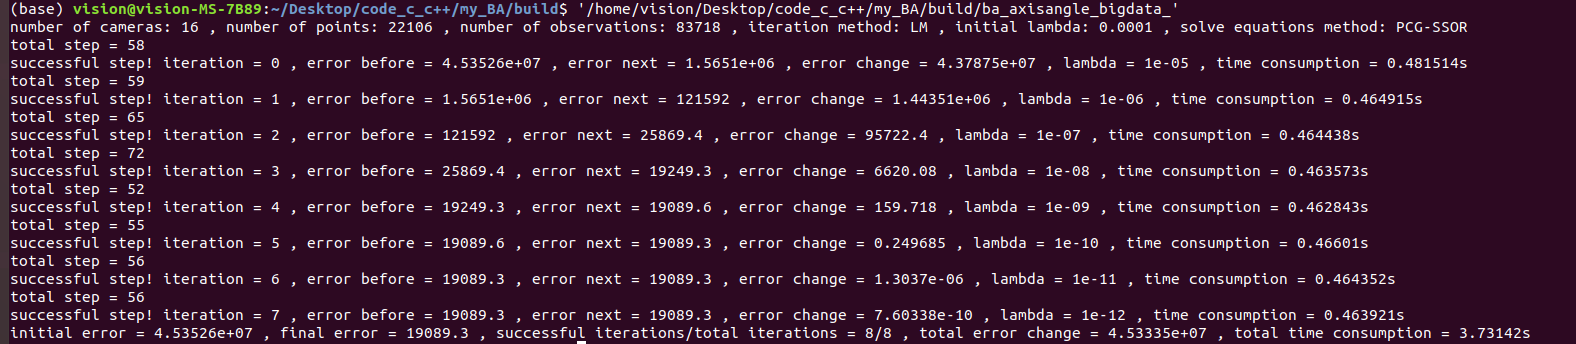 (base) vision@vision-MS-7B89:~/Desktop/code_c_c++/my_BA/build$ '/home/vision/Desktop/code_c_c++/my_BA/build/ba_axisangle_bigdata_'
number of cameras: 16 , number of points: 22106 , number of observations: 83718 , iteration method: LM , initial lambda: 0.0001 , solve equations method: PCG-SSOR
total step = 58
successful step! iteration = 0 , error before = 4.53526e+07 , error next = 1.5651e+06 , error change = 4.37875e+07 , lambda = 1e-05 , time consumption = 0.481514s
total step = 59
successful step! iteration = 1 , error before = 1.5651e+06 , error next = 121592 , error change = 1.44351e+06 , lambda = 1e-06 , time consumption = 0.464915s
total step = 65
successful step! iteration = 2 , error before = 121592 , error next = 25869.4 , error change = 95722.4 , lambda = 1e-07 , time consumption = 0.464438s
total step = 72
successful step! iteration = 3 , error before = 25869.4 , error next = 19249.3 , error change = 6620.08 , lambda = 1e-08 , time consumption = 0.463573s
total step = 52
successful step! iteration = 4 , error before = 19249.3 , error next = 19089.6 , error change = 159.718 , lambda = 1e-09 , time consumption = 0.462843s
total step = 55
successful step! iteration = 5 , error before = 19089.6 , error next = 19089.3 , error change = 0.249685 , lambda = 1e-10 , time consumption = 0.46601s
total step = 56
successful step! iteration = 6 , error before = 19089.3 , error next = 19089.3 , error change = 1.3037e-06 , lambda = 1e-11 , time consumption = 0.464352s
total step = 56
successful step! iteration = 7 , error before = 19089.3 , error next = 19089.3 , error change = 7.60338e-10 , lambda = 1e-12 , time consumption = 0.463921s
initial error = 4.53526e+07 , final error = 19089.3 , successful iterations/total iterations = 8/8 , total error change = 4.53335e+07 , total time consumption = 3.73142s